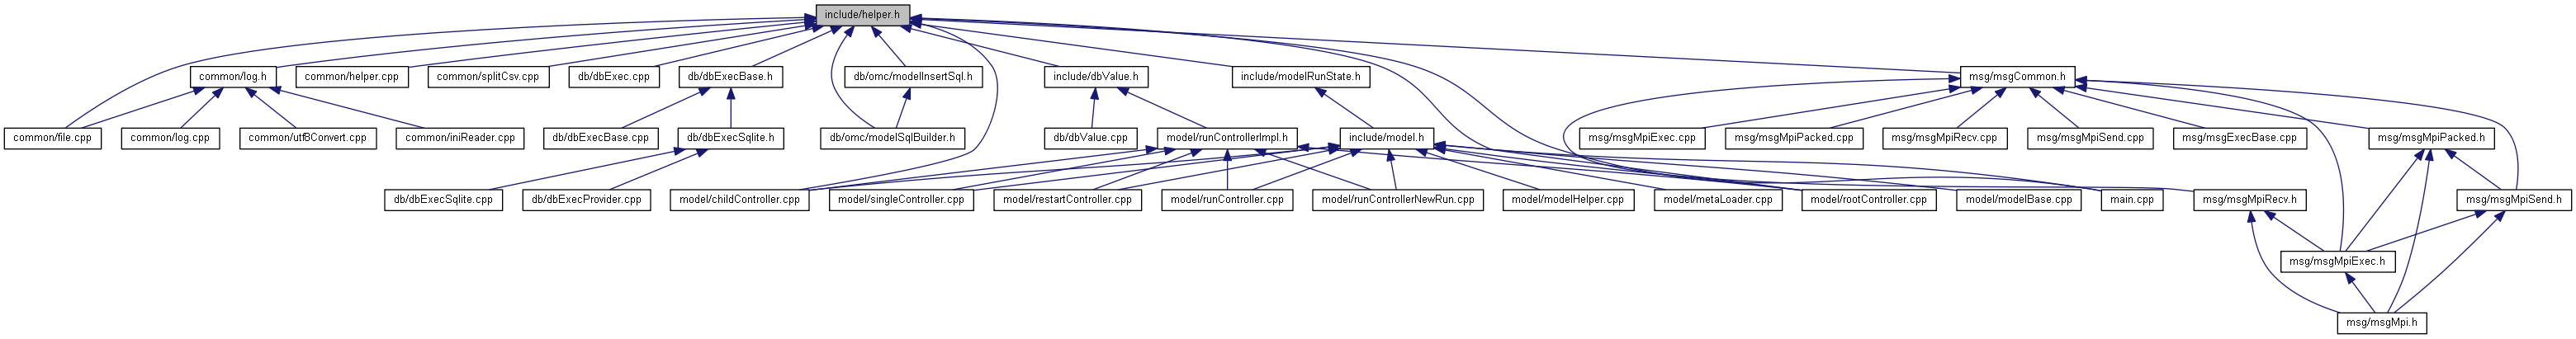 include/helper.h
common/log.h
common/helper.cpp
common/splitCsv.cpp
db/dbExec.cpp
db/dbExecBase.h
db/omc/modelInsertSql.h
include/dbValue.h
include/modelRunState.h
msg/msgCommon.h
common/file.cpp
common/log.cpp
common/utf8Convert.cpp
common/iniReader.cpp
db/dbExecBase.cpp
db/dbExecSqlite.h
db/omc/modelSqlBuilder.h
db/dbValue.cpp
model/runControllerImpl.h
include/model.h
msg/msgMpiExec.cpp
msg/msgMpiPacked.cpp
msg/msgMpiRecv.cpp
msg/msgMpiSend.cpp
msg/msgExecBase.cpp
msg/msgMpiPacked.h
db/dbExecSqlite.cpp
db/dbExecProvider.cpp
model/childController.cpp
model/singleController.cpp
model/restartController.cpp
model/runController.cpp
model/runControllerNewRun.cpp
model/modelHelper.cpp
model/metaLoader.cpp
model/rootController.cpp
model/modelBase.cpp
main.cpp
msg/msgMpiRecv.h
msg/msgMpiSend.h
msg/msgMpiExec.h
msg/msgMpi.h